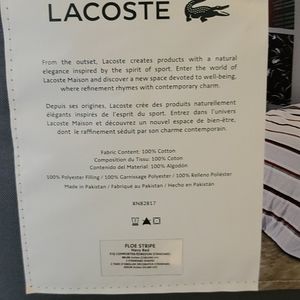 LACOSTE
From the outset, Lacoste creates products with a natural
elegance inspired by the spirit of sport. Enter the world of
Lacoste Maison and discover a new space devoted to well-being,
where refinement rhymes with contemporary charm.
Depuis ses origines, Lacoste crée des produits naturellement
élégants inspirés de l'esprit du sport. Entrez dans l'univers
Lacoste Maison et découvrez un nouvel espace de bien-être,
dont le raffinement séduit par son charme contemporain.
Fabric Content: 100% Cotton
Composition du Tissu: 100% Coton
Contenido del Material: 100% Algodón
100% Polyester Filling / 100% Garnissage Polyester / 100% Relleno Poliéster
Made in Pakistan / Fabriqué au Pakistan / Hecho en Pakistán
RN82817
FLOE STRIPE
Navy Red